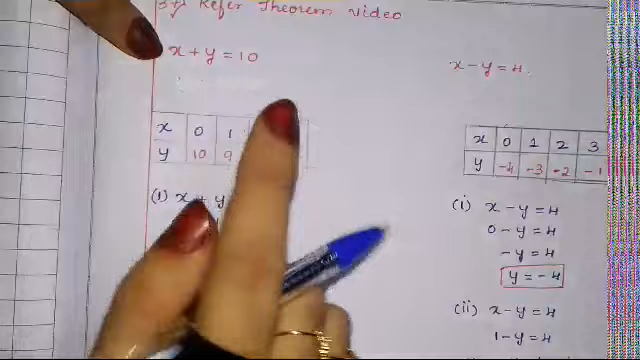 Refer Theorem video
x + y = 10
x - y = 4.
x 0 1
y 10 9
x 0 1 2 3
y -4 -3 -2 -1
(1) x + y
(i) x - y = 4
0 - y = 4
- y = 4
y = -4
(ii) x - y = 4
1 - y = 4